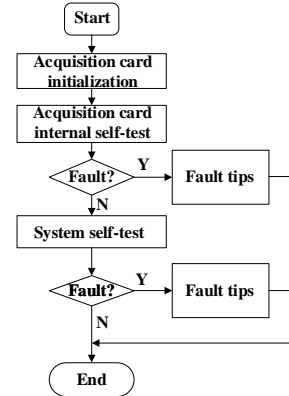 Start
Acquisition card
initialization
Acquisition card
internal self-test
Fault?
Y
Fault tips
N
System self-test
Fault?
Y
Fault tips
N
End